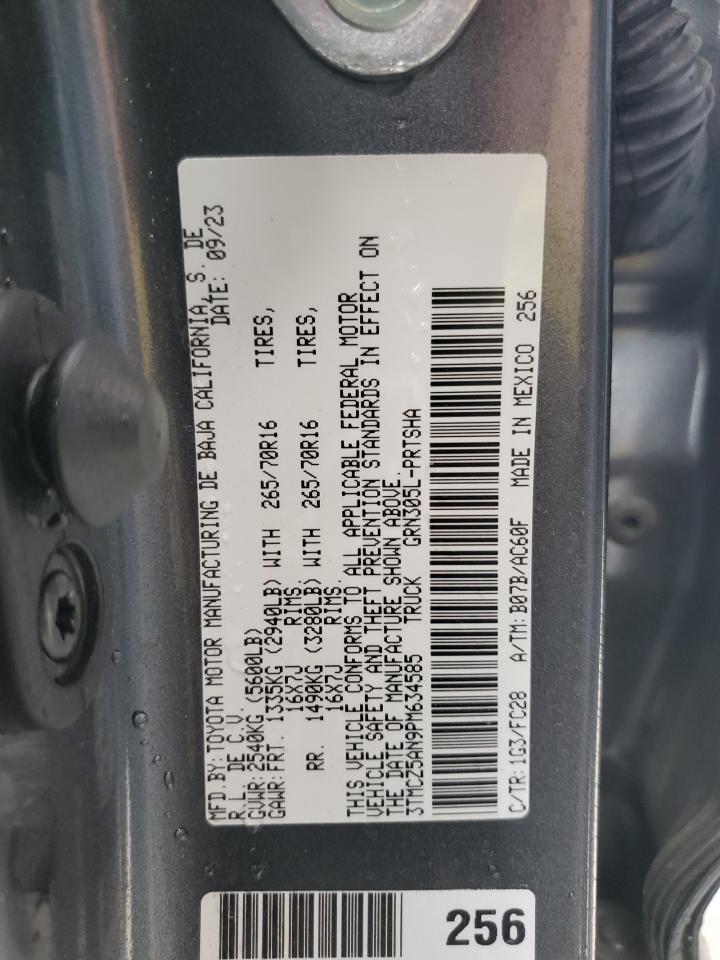 MFD.BY:TOYOTA MOTOR MANUFACTURING DE BAJA CALIFORNIA, S. DE
R.L. DE C.V. DATE: 09/23
GVWR:2540KG (5600LB)
GAWR:FRT. 1335KG (2940LB) WITH 265/70R16 TIRES,
16X7J RIMS
RR. 1490KG (3280LB) WITH 265/70R16 TIRES,
16X7J RIMS.
THIS VEHICLE CONFORMS TO ALL APPLICABLE FEDERAL MOTOR
VEHICLE SAFETY AND THEFT PREVENTION STANDARDS IN EFFECT ON
THE DATE OF MANUFACTURE SHOWN ABOVE.
3TMCZ5AN9PM634585 TRUCK GRN305L-PRTSHA
C/TR:1G3/FC28 A/TM:B07B/AC60F MADE IN MEXICO 256
256